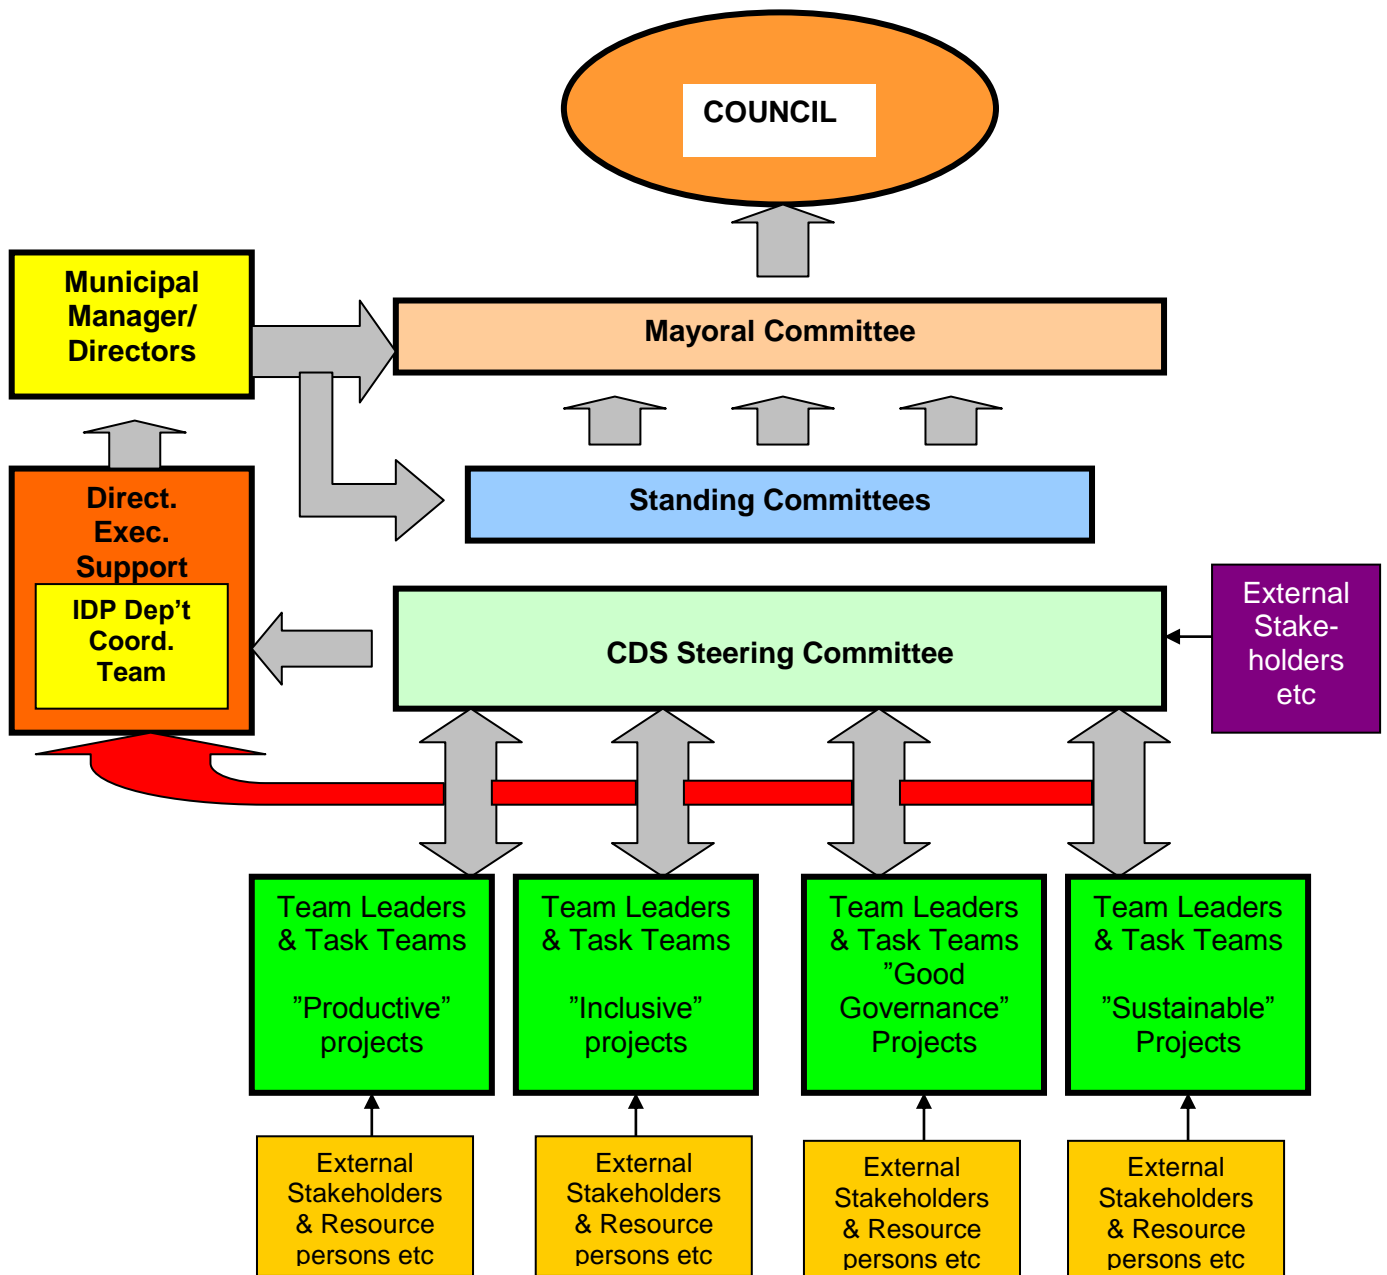 COUNCIL
Municipal
Manager/
Directors
Mayoral Committee
Standing Committees
Direct.
Exec.
Support
IDP Dep’t
Coord.
Team
CDS Steering Committee
External
Stake-
holders
etc
Team Leaders
& Task Teams
”Productive”
projects
Team Leaders
& Task Teams
”Inclusive”
projects
Team Leaders
& Task Teams
”Good
Governance”
Projects
Team Leaders
& Task Teams
”Sustainable”
Projects
External
Stakeholders
& Resource
persons etc
External
Stakeholders
& Resource
persons etc
External
Stakeholders
& Resource
persons etc
External
Stakeholders
& Resource
persons etc